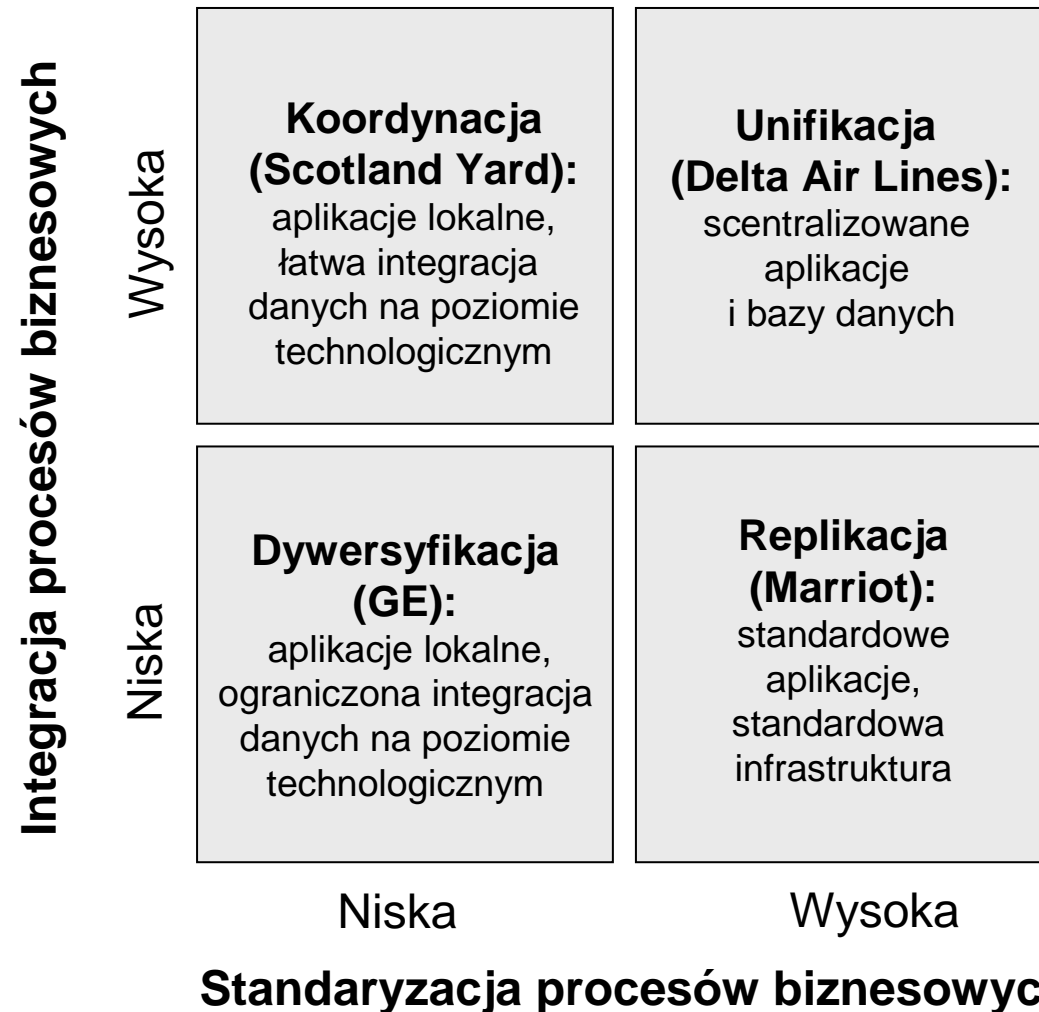 Integracja procesów biznesowych
Wysoka
Koordynacja
(Scotland Yard):
aplikacje lokalne,
łatwa integracja
danych na poziomie
technologicznym
Unifikacja
(Delta Air Lines):
scentralizowane
aplikacje
i bazy danych
Niska
Dywersyfikacja
(GE):
aplikacje lokalne,
ograniczona integracja
danych na poziomie
technologicznym
Replikacja
(Marriot):
standardowe
aplikacje,
standardowa
infrastruktura
Niska
Wysoka
Standaryzacja procesów biznesowyc